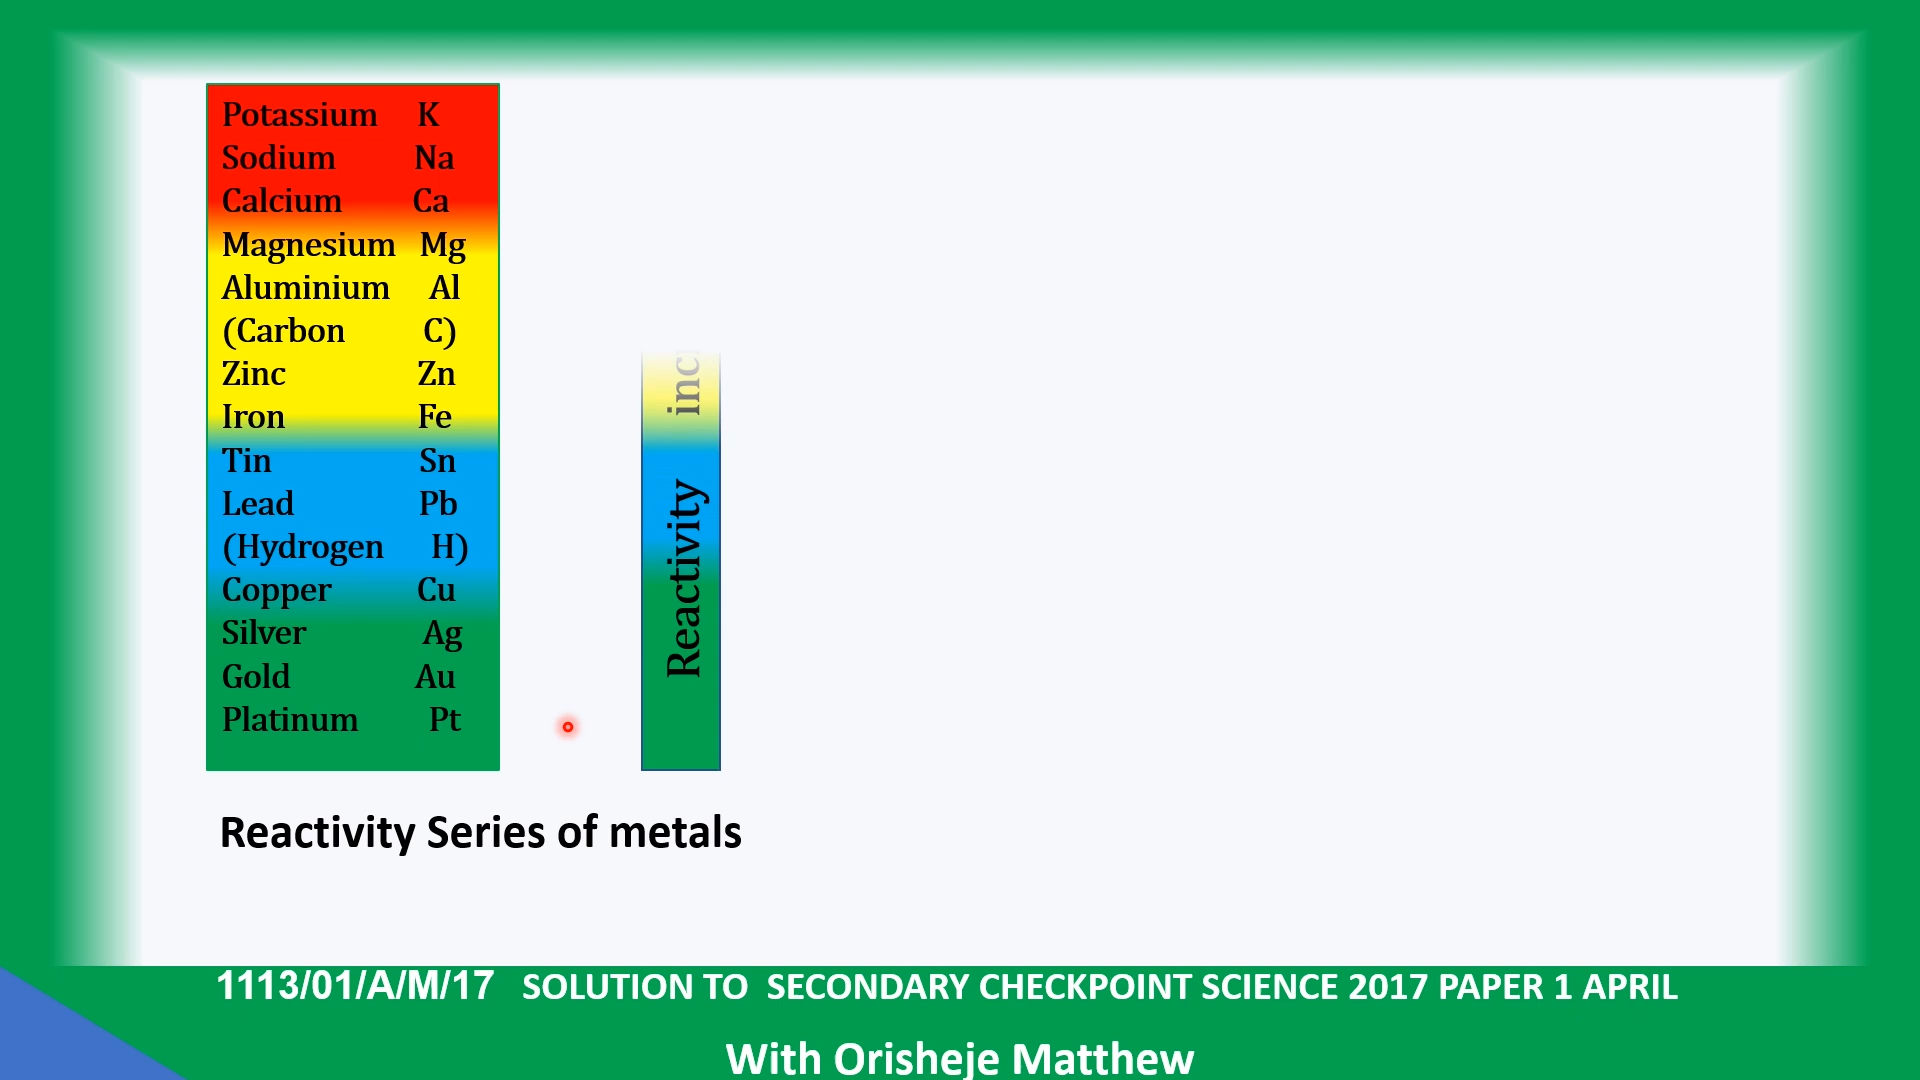 Potassium K
Sodium Na
Calcium Ca
Magnesium Mg
Aluminium Al
(Carbon C)
Zinc Zn
Iron Fe
Tin Sn
Lead Pb
(Hydrogen H)
Copper Cu
Silver Ag
Gold Au
Platinum Pt
Reactivity inc
Reactivity Series of metals
1113/01/A/M/17 SOLUTION TO SECONDARY CHECKPOINT SCIENCE 2017 PAPER 1 APRIL
With Orisheje Matthew